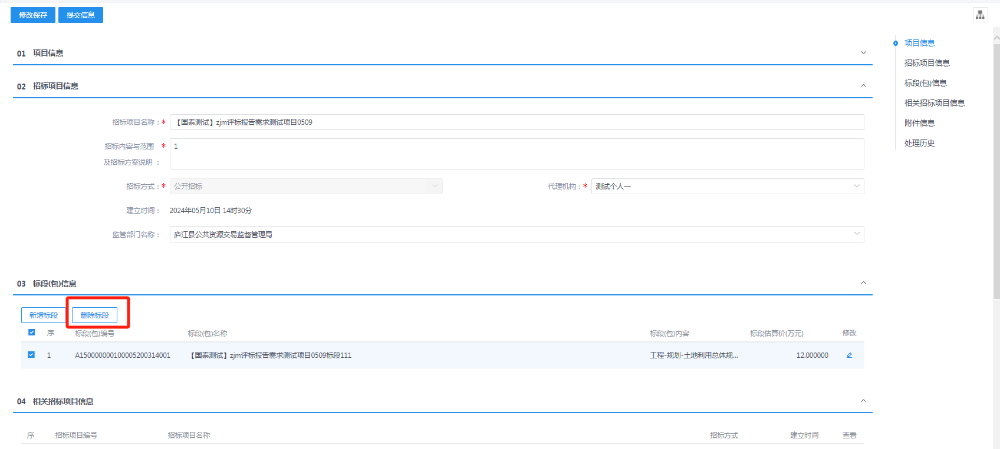 修改保存 提交信息
01 项目信息
02 招标项目信息
招标项目名称：* 【国泰测试】zjm评标报告需求测试项目0509
招标内容与范围 * 1
及招标方案说明 ：
招标方式：* 公开招标 代理机构：* 测试个人一
建立时间： 2024年05月10日 14时30分
监管部门名称： 庐江县公共资源交易监督管理局
03 标段(包)信息
新增标段 删除标段
序 标段(包)编号 标段(包)名称 标段(包)内容 标段估算价(万元) 修改
1 A150000000100005200314001 【国泰测试】zjm评标报告需求测试项目0509标段111 工程-规划-土地利用总体规... 12.000000
04 相关招标项目信息
序 招标项目编号 招标项目名称 招标方式 建立时间 查看
项目信息
招标项目信息
标段(包)信息
相关招标项目信息
附件信息
处理历史